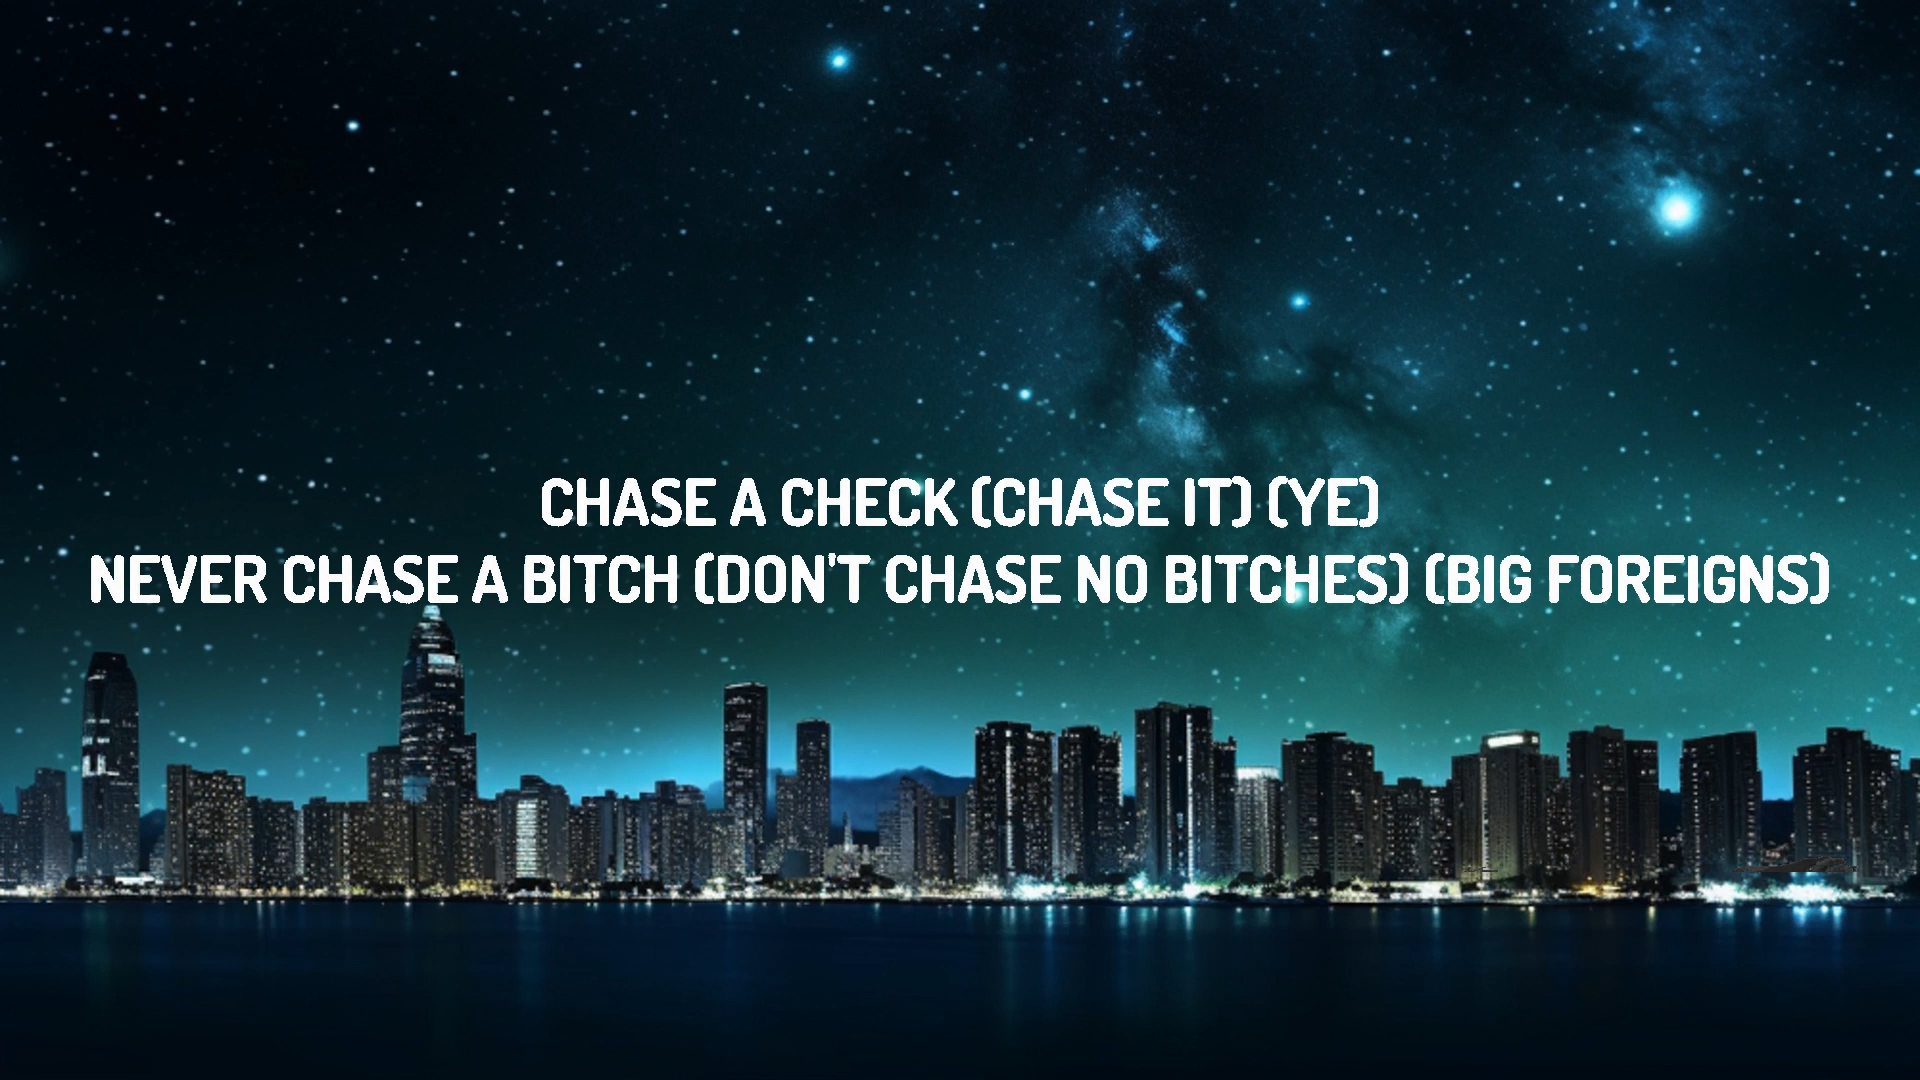 CHASE A CHECK (CHASE IT) (YE)
NEVER CHASE A BITCH (DON'T CHASE NO BITCHES) (BIG FOREIGNS)